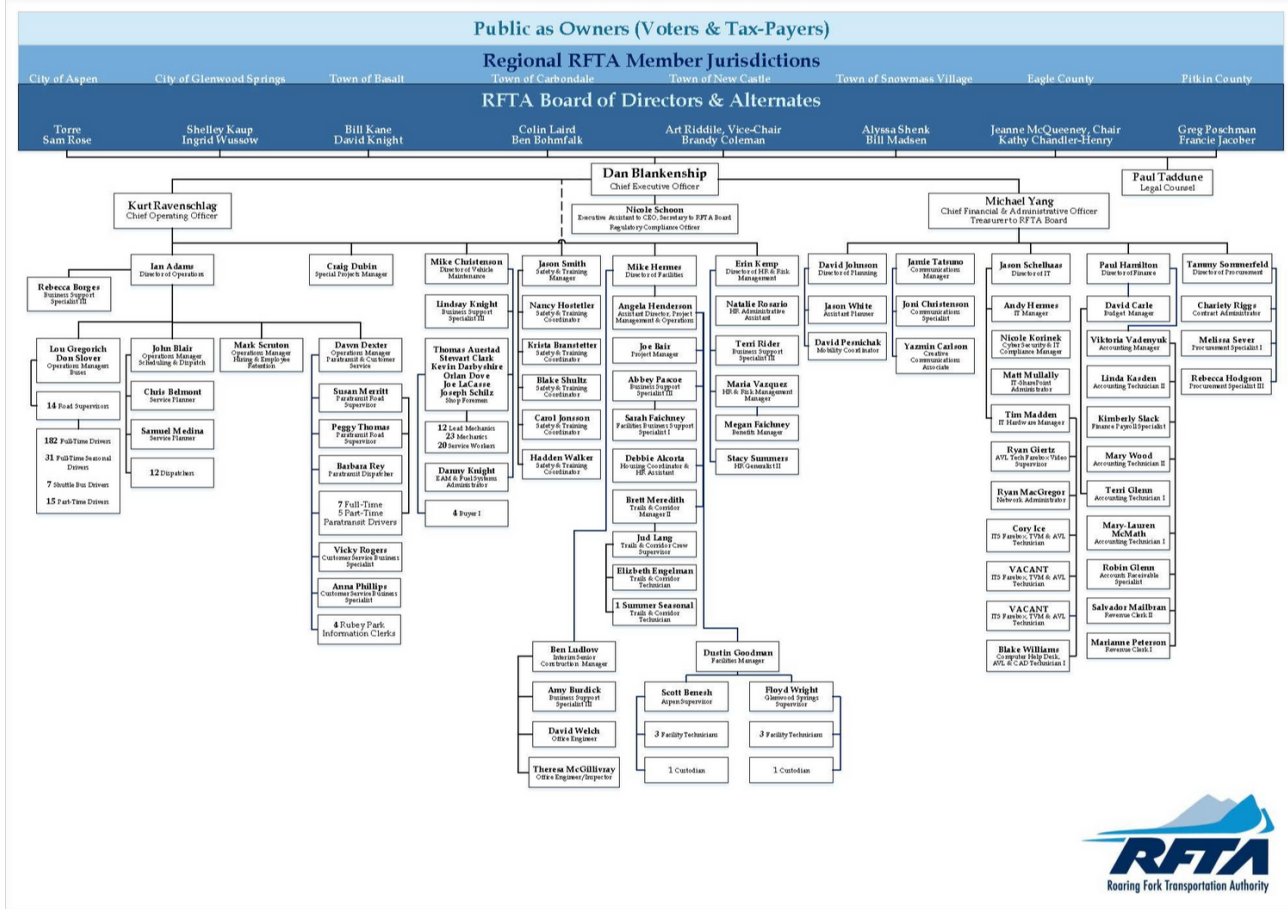 Public as Owners (Voters & Tax-Payers)
Regional RFTA Member Jurisdictions
City of Aspen City of Glenwood Springs Town of Basalt Town of Carbondale Town of New Castle Town of Snowmass Village Eagle County Pitkin County
RFTA Board of Directors & Alternates
Torre
Sam Rose
Shelley Kaup
Ingrid Wussow
Bill Kane
David Knight
Colin Laird
Ben Bohmfalk
Art Riddile, Vice-Chair
Brandy Coleman
Alyssa Shenk
Bill Madsen
Jeanne McQueeney, Chair
Kathy Chandler-Henry
Greg Poschman
Francie Jacober
Dan Blankenship
Chief Executive Officer
Paul Taddune
Legal Counsel
Kurt Ravenschlag
Chief Operating Officer
Nicole Schoon
Executive Assistant to CEO, Secretary to RFTA Board
Regulatory Compliance Officer
Michael Yang
Chief Financial & Administrative Officer
Treasurer to RFTA Board
Ian Adams
Director of Operations
Rebecca Borges
Business Support
Specialist III
Lou Gregorich
Don Slover
Operations Managers
Buses
14 Road Supervisors
182 Full-Time Drivers
31 Full-Time Seasonal
Drivers
7 Shuttle Bus Drivers
15 Part-Time Drivers
John Blair
Operations Manager
Scheduling & Dispatch
Chris Belmont
Service Planner
Samuel Medina
Service Planner
12 Dispatchers
Mark Scruton
Operations Manager
Hiring & Employee
Retention
Dawn Dexter
Operations Manager
Paratransit & Customer
Service
Susan Merritt
Paratransit Road
Supervisor
Peggy Thomas
Paratransit Road
Supervisor
Barbara Rey
Paratransit Dispatcher
7 Full-Time
5 Part-Time
Paratransit Drivers
Vicky Rogers
Customer Service Business
Specialist
Anna Phillips
Customer Service Business
Specialist
4 Rubey Park
Information Clerks
Craig Dubin
Special Projects Manager
Mike Christenson
Director of Vehicle
Maintenance
Lindsay Knight
Business Support
Specialist III
Thomas Auestad
Stewart Clark
Kevin Darbyshire
Orlan Dove
Joe LaCasse
Joseph Schilz
Shop Foremen
12 Lead Mechanics
23 Mechanics
20 Service Workers
Danny Knight
EAM & Fuel Systems
Administrator
4 Buyer I
Jason Smith
Safety & Training
Manager
Nancy Hostetler
Safety & Training
Coordinator
Krista Branstetter
Safety & Training
Coordinator
Blake Shultz
Safety & Training
Coordinator
Carol Jonsson
Safety & Training
Coordinator
Hadden Walker
Safety & Training
Coordinator
Mike Hermes
Director of Facilities
Angela Henderson
Assistant Director, Project
Management & Operations
Joe Bair
Project Manager
Abbey Pascoe
Business Support
Specialist III
Sarah Faichney
Facilities Business Support
Specialist I
Debbie Alcorta
Housing Coordinator &
HR Assistant
Brett Meredith
Trails & Corridor
Manager II
Jud Lang
Trails & Corridor Crew
Supervisor
Elizbeth Engelman
Trails & Corridor
Technician
1 Summer Seasonal
Trails & Corridor
Technician
Ben Ludlow
Interim Senior
Construction Manager
Amy Burdick
Business Support
Specialist III
David Welch
Office Engineer
Theresa McGillivray
Office Engineer/Inspector
Dustin Goodman
Facilities Manager
Scott Benesh
Aspen Supervisor
3 Facility Technicians
1 Custodian
Floyd Wright
Glenwood Springs
Supervisor
3 Facility Technicians
1 Custodian
Erin Kemp
Director of HR & Risk
Management
Natalie Rosario
HR Administrative
Assistant
Terri Rider
Business Support
Specialist III
Maria Vazquez
HR & Risk Management
Manager
Megan Faichney
Benefits Manager
Stacy Summers
HR Generalist II
David Johnson
Director of Planning
Jason White
Assistant Planner
David Pesnichak
Mobility Coordinator
Jamie Tatsuno
Communications
Manager
Joni Christenson
Communications
Specialist
Yazmin Carlson
Creative
Communications
Associate
Jason Schelhaas
Director of IT
Andy Hermes
IT Manager
Nicole Korinek
Cyber Security & IT
Compliance Manager
Matt Mullally
IT-SharePoint
Administrator
Tim Madden
IT Hardware Manager
Ryan Giertz
AVL Tech Farebox Video
Supervisor
Ryan MacGregor
Network Administrator
Cory Ice
ITS Farebox, TVM & AVL
Technician
VACANT
ITS Farebox, TVM & AVL
Technician
VACANT
ITS Farebox, TVM & AVL
Technician
Blake Williams
Computer Help Desk,
AVL & CAD Technician I
Paul Hamilton
Director of Finance
David Carle
Budget Manager
Viktoria Vadenyuk
Accounting Manager
Linda Kasden
Accounting Technician II
Kimberly Slack
Finance Payroll Specialist
Mary Wood
Accounting Technician II
Terri Glenn
Accounting Technician I
Mary-Lauren
McMath
Accounting Technician I
Robin Glenn
Accounts Receivable
Specialist
Salvador Mailbran
Revenue Clerk II
Marianne Peterson
Revenue Clerk I
Tammy Sommerfeld
Director of Procurement
Chariety Riggs
Contract Administrator
Melissa Sever
Procurement Specialist I
Rebecca Hodgson
Procurement Specialist III
RFTA
Roaring Fork Transportation Authority